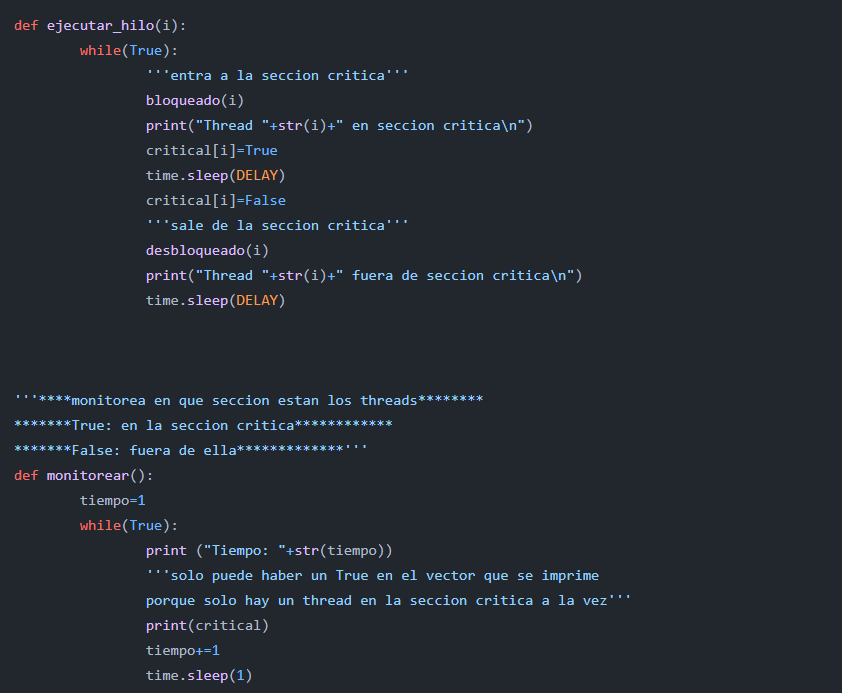 def ejecutar_hilo(i):
while(True):
'''entra a la seccion critica'''
bloqueado(i)
print("Thread "+str(i)+" en seccion critica\n")
critical[i]=True
time.sleep(DELAY)
critical[i]=False
'''sale de la seccion critica'''
desbloqueado(i)
print("Thread "+str(i)+" fuera de seccion critica\n")
time.sleep(DELAY)
'''****monitorea en que seccion estan los threads********
*******True: en la seccion critica************
*******False: fuera de ella*************'''
def monitorear():
tiempo=1
while(True):
print ("Tiempo: "+str(tiempo))
'''solo puede haber un True en el vector que se imprime
porque solo hay un thread en la seccion critica a la vez'''
print(critical)
tiempo+=1
time.sleep(1)